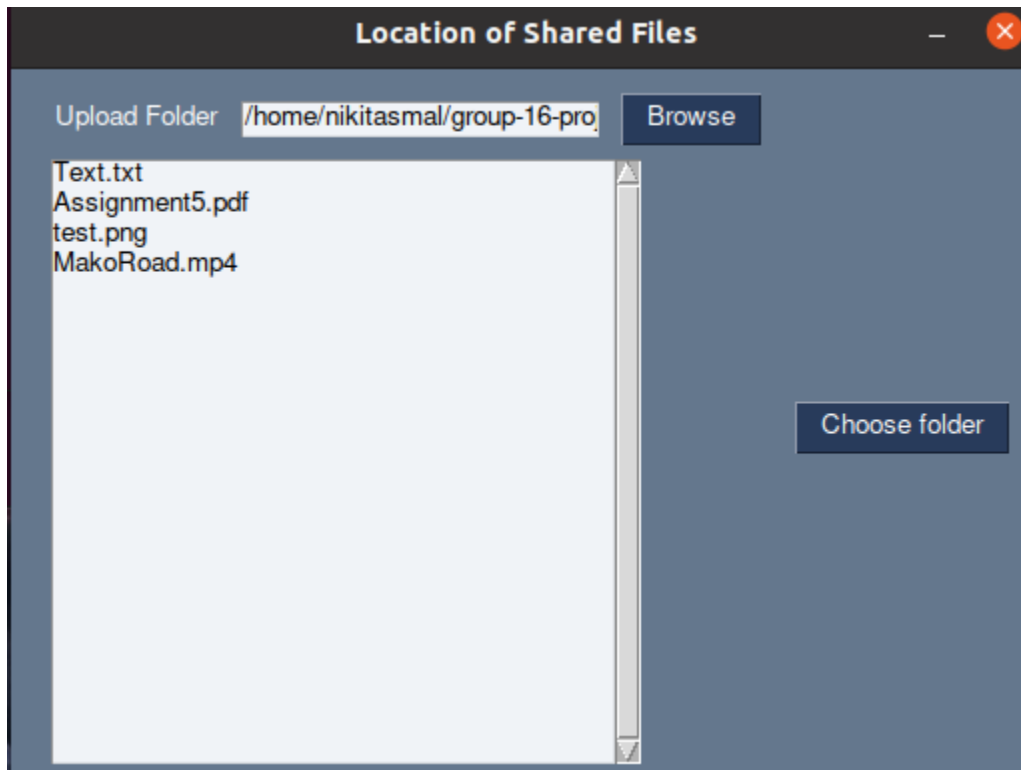 Location of Shared Files
Upload Folder /home/nikitasmal/group-16-pro Browse
Text.txt
Assignment5.pdf
test.png
MakoRoad.mp4
Choose folder